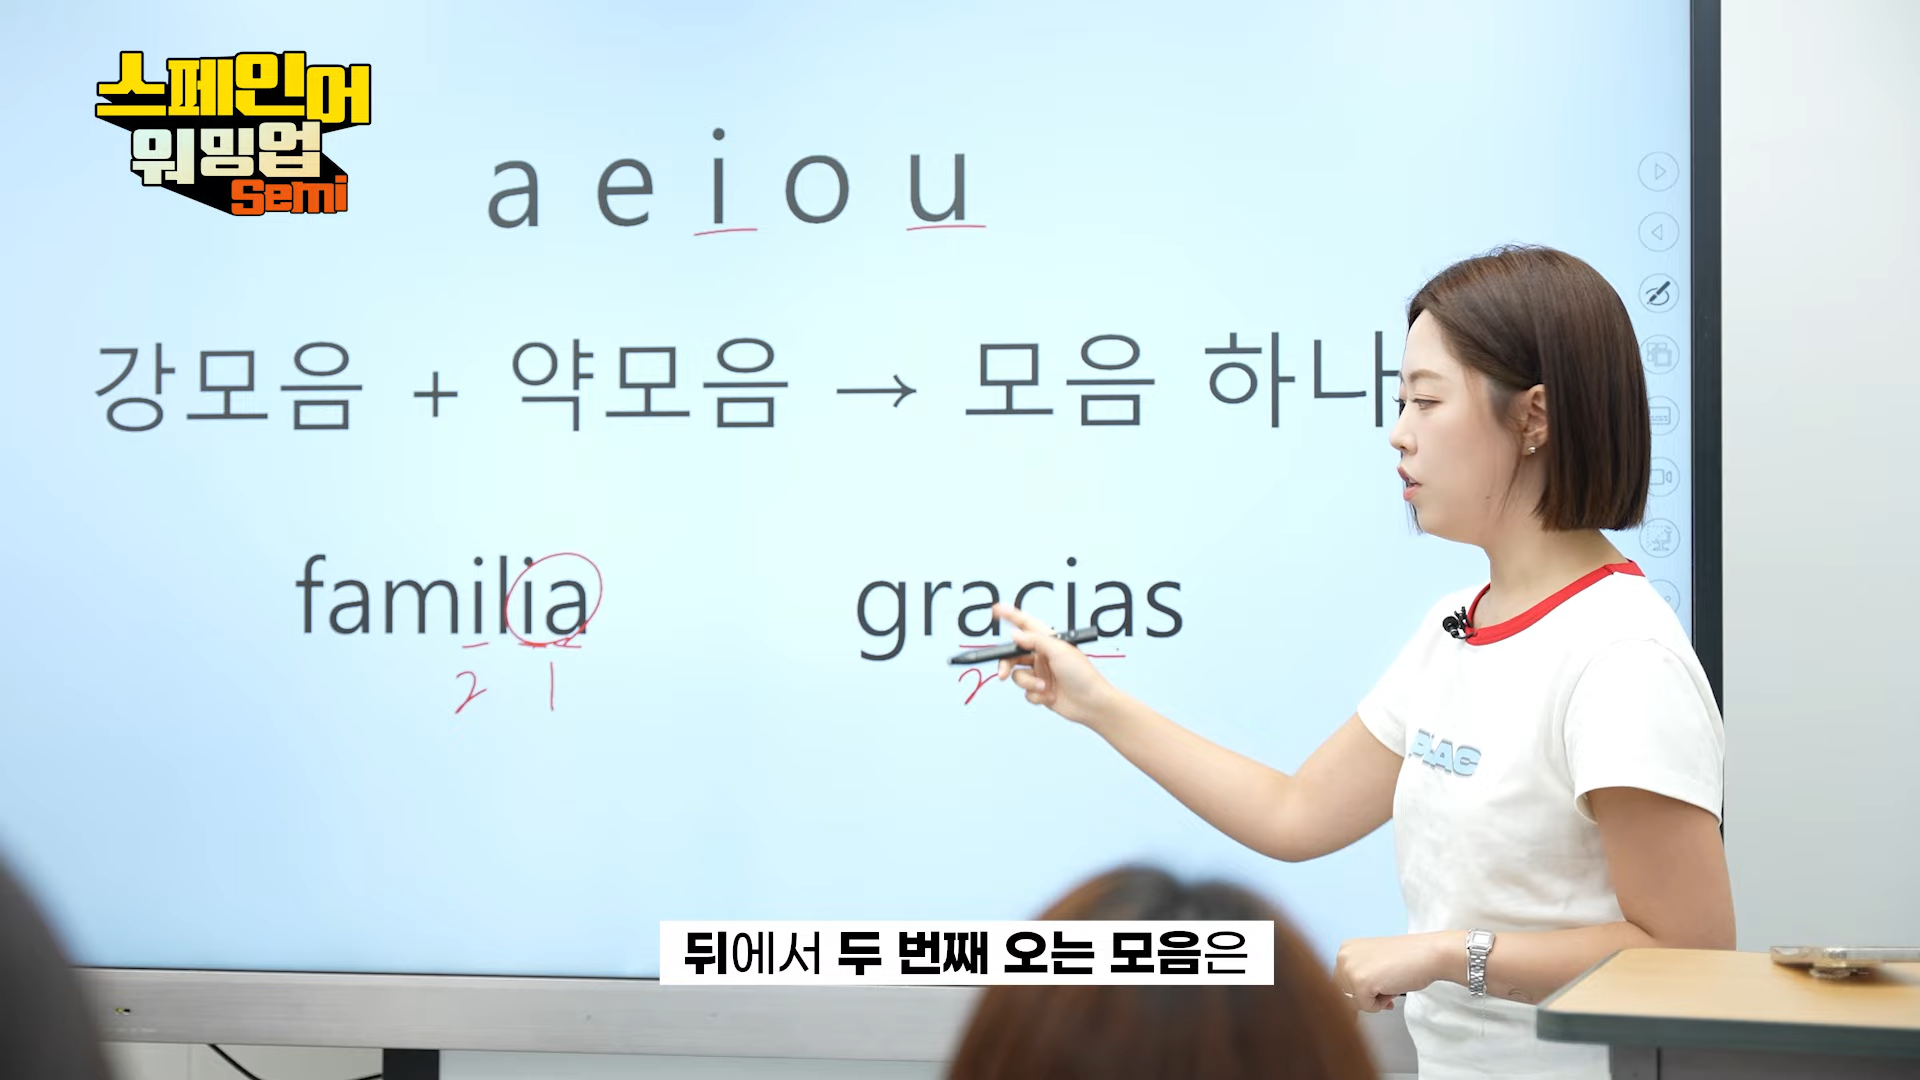 스페인어
워밍업
Semi
a e i o u
강모음 + 약모음 → 모음 하나
familia gracias
2 1 2
뒤에서 두 번째 오는 모음은